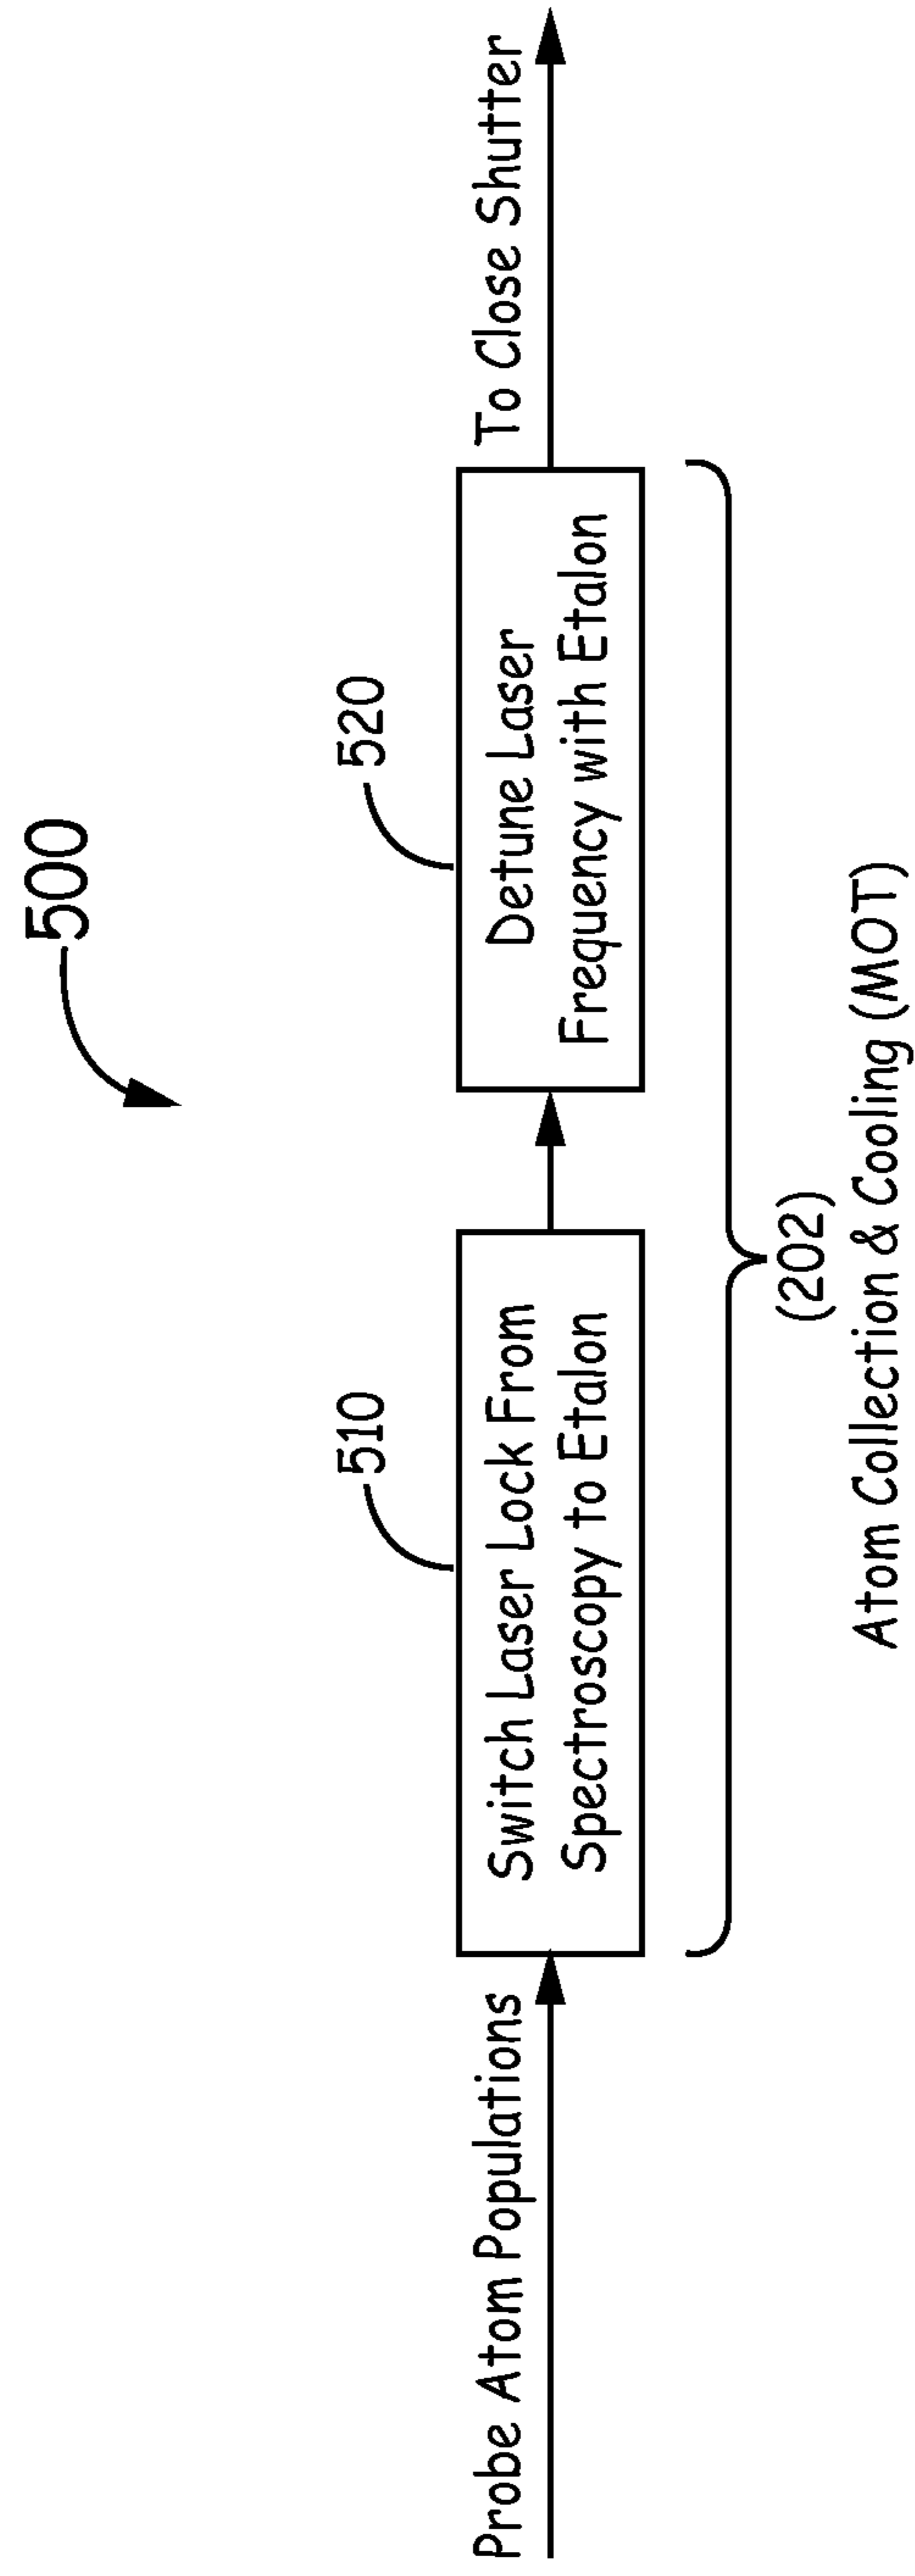 500
Probe Atom Populations
510
Switch Laser Lock From
Spectroscopy to Etalon
520
Detune Laser
Frequency with Etalon
To Close Shutter
(202)
Atom Collection & Cooling (MOT)